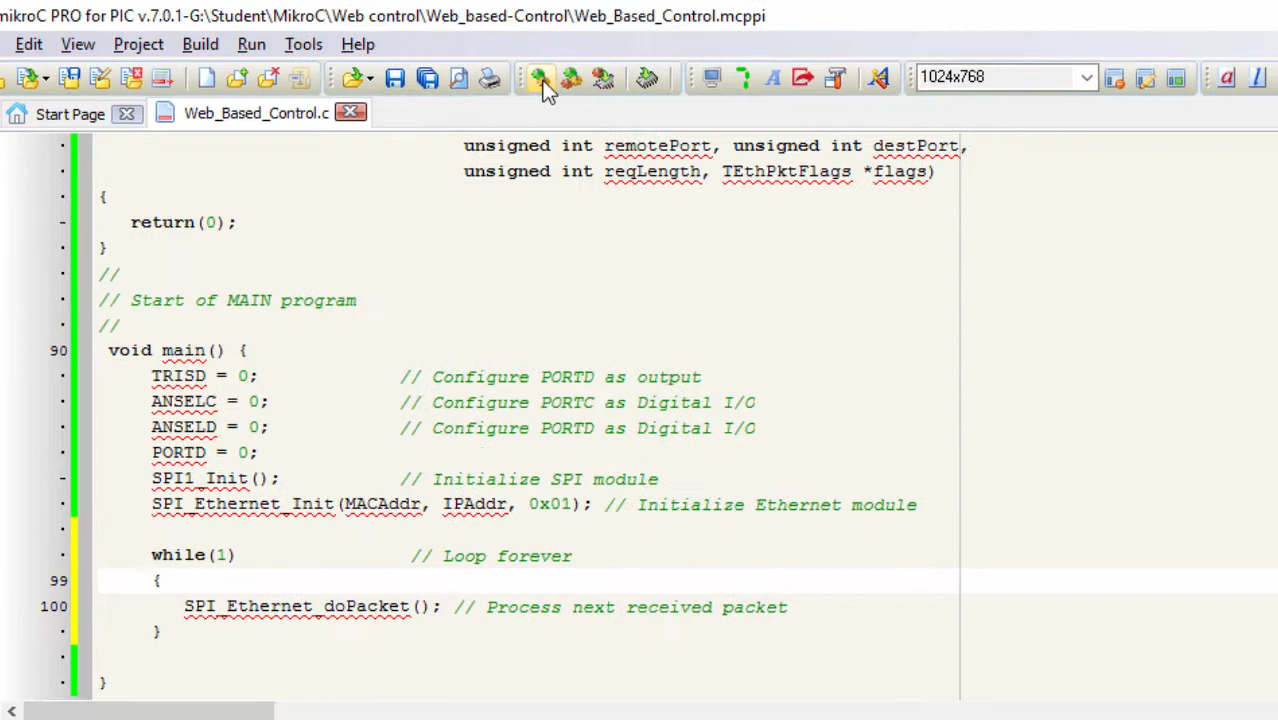 mikroC PRO for PIC v.7.0.1-G:\Student\MikroC\Web control\Web_based-Control\Web_Based_Control.mcppi
Edit View Project Build Run Tools Help
1024x768
Start Page Web_Based_Control.c
unsigned int remotePort, unsigned int destPort,
unsigned int reqLength, TEthPktFlags *flags)
{
return(0);
}
//
// Start of MAIN program
//
90 void main() {
TRISD = 0; // Configure PORTD as output
ANSELC = 0; // Configure PORTC as Digital I/O
ANSELD = 0; // Configure PORTD as Digital I/O
PORTD = 0;
SPI1_Init(); // Initialize SPI module
SPI_Ethernet_Init(MACAddr, IPAddr, 0x01); // Initialize Ethernet module
while(1) // Loop forever
99 {
100 SPI_Ethernet_doPacket(); // Process next received packet
}
}